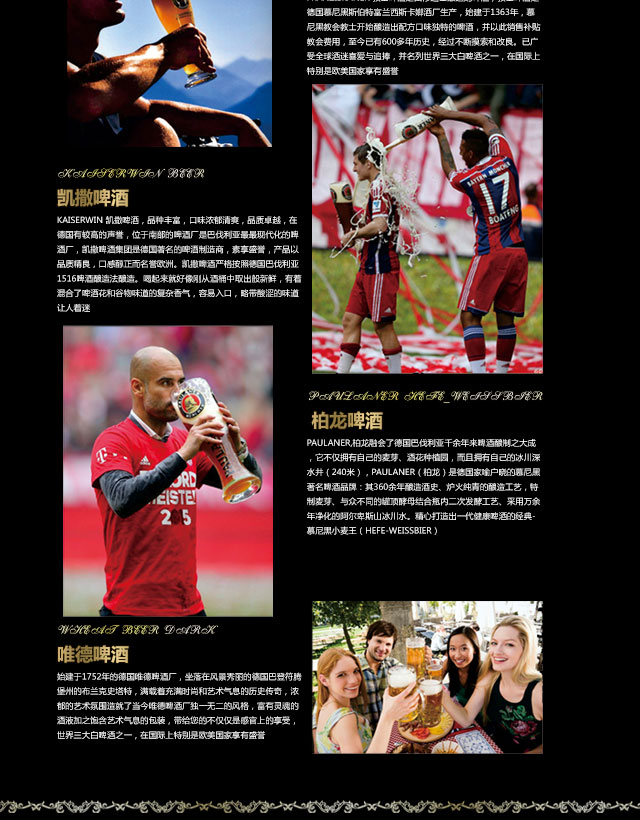 德国慕尼黑斯伯特富兰西斯卡娜酒厂生产，始建于1363年，慕
尼黑教会教士开始酿造出配方口味独特的啤酒，并以此销售补贴
教会费用，至今已有600多年历史，经过不断摸索和改良。已广
受全球酒迷喜爱与追捧，并名列世界三大白啤酒之一，在国际上
特别是欧美国家享有盛誉
KAISERWIN BEER
凯撒啤酒
KAISERWIN 凯撒啤酒，品种丰富，口味浓郁清爽，品质卓越，在
德国有较高的声誉，位于南部的啤酒厂是巴伐利亚最最现代化的啤
酒厂，凯撒啤酒集团是德国著名的啤酒制造商，素享盛誉，产品以
品质精良，口感醇正而名誉欧洲。凯撒啤酒严格按照德国巴伐利亚
1516啤酒酿造法酿造。喝起来就好像刚从酒桶中取出般新鲜，有着
混合了啤酒花和谷物味道的复杂香气，容易入口，略带酸涩的味道
让人着迷
BAYERN MÜNCHEN
17
BOATENG
PAULANER HEFE_WEISSBIER
柏龙啤酒
PAULANER,柏龙融会了德国巴伐利亚千余年来啤酒酿制之大成
，它不仅拥有自己的麦芽、酒花种植园，而且拥有自己的冰川深
水井（240米），PAULANER（柏龙）是德国家喻户晓的慕尼黑
著名啤酒品牌：其360余年酿造酒史、炉火纯青的酿造工艺，特
制麦芽、与众不同的罐顶酵母结合瓶内二次发酵工艺、采用万余
年净化的阿尔卑斯山冰川水。精心打造出一代健康啤酒的经典-
慕尼黑小麦王（HEFE-WEISSBIER）
WHEAT BEER DARK
唯德啤酒
始建于1752年的德国唯德啤酒厂，坐落在风景秀丽的德国巴登符腾
堡州的布兰克史塔特，满载着充满时尚和艺术气息的历史传奇，浓
郁的艺术氛围造就了当今唯德啤酒厂独一无二的风格，富有灵魂的
酒液加之饱含艺术气息的包装，带给您的不仅仅是感官上的享受，
世界三大白啤酒之一，在国际上特别是欧美国家享有盛誉